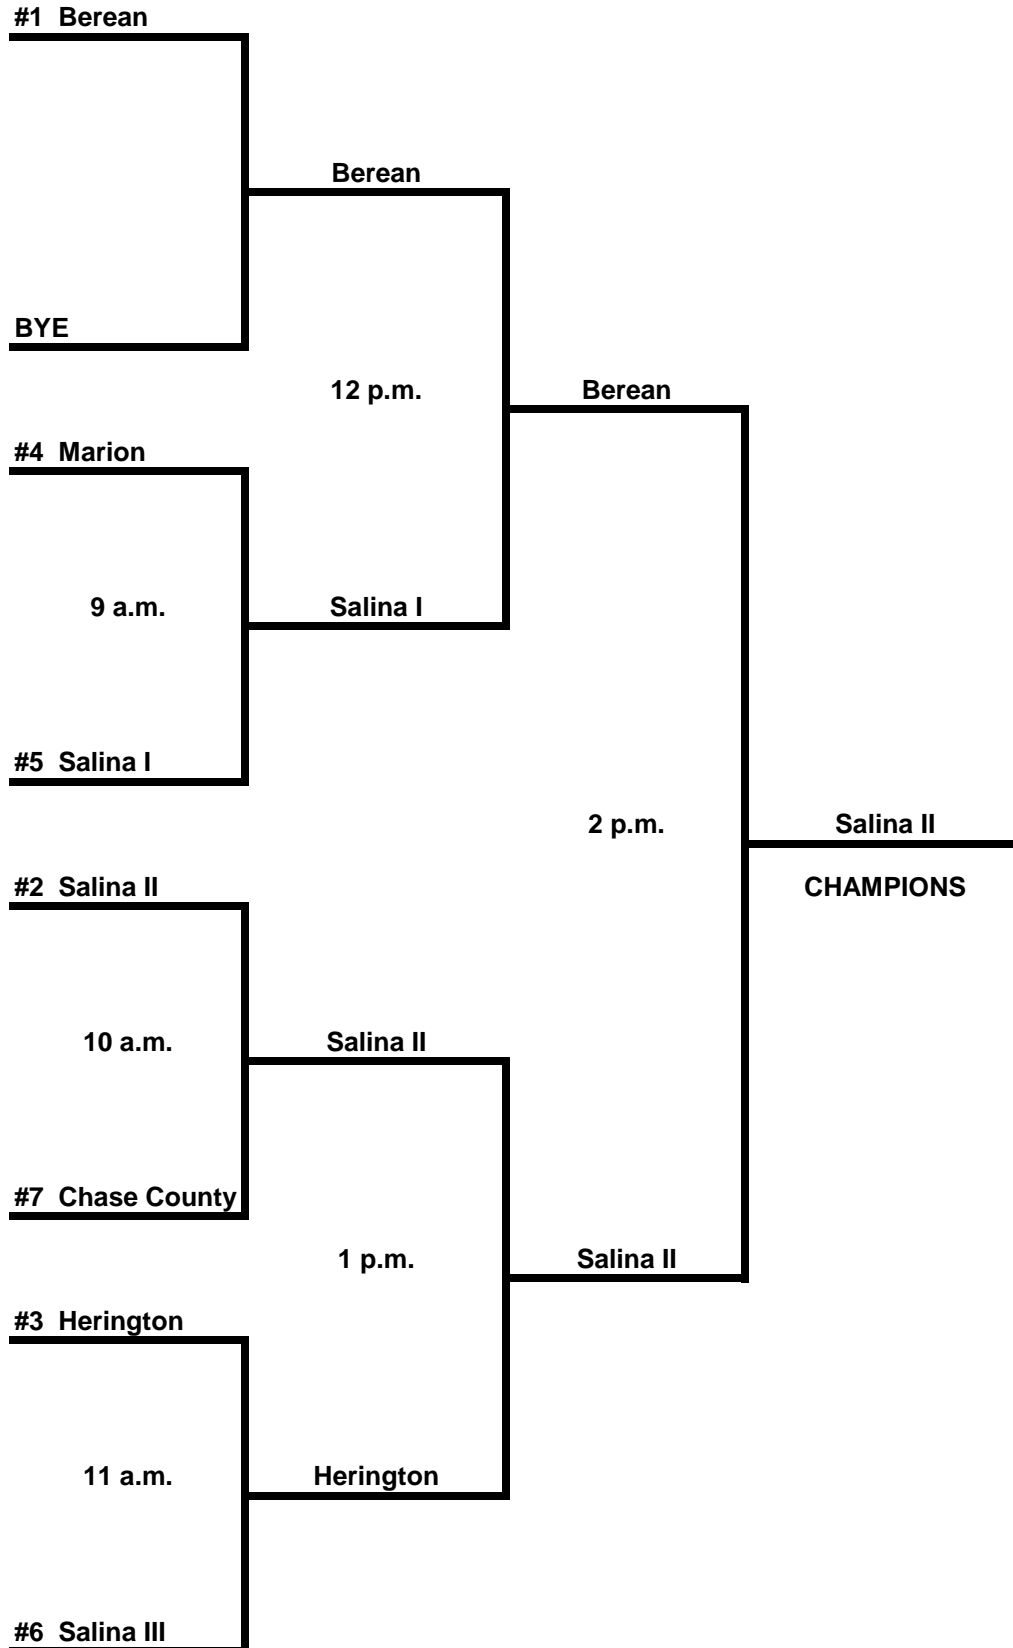 #1 Berean
Berean
BYE
12 p.m.
Berean
#4 Marion
9 a.m.
Salina I
#5 Salina I
2 p.m.
Salina II
#2 Salina II
CHAMPIONS
10 a.m.
Salina II
#7 Chase County
1 p.m.
Salina II
#3 Herington
11 a.m.
Herington
#6 Salina III